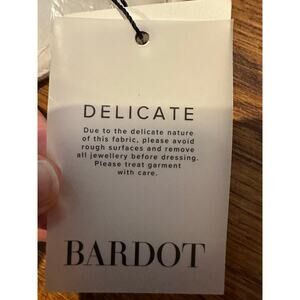 DELICATE
Due to the delicate nature
of this fabric, please avoid
rough surfaces and remove
all jewellery before dressing.
Please treat garment
with care.
BARDOT